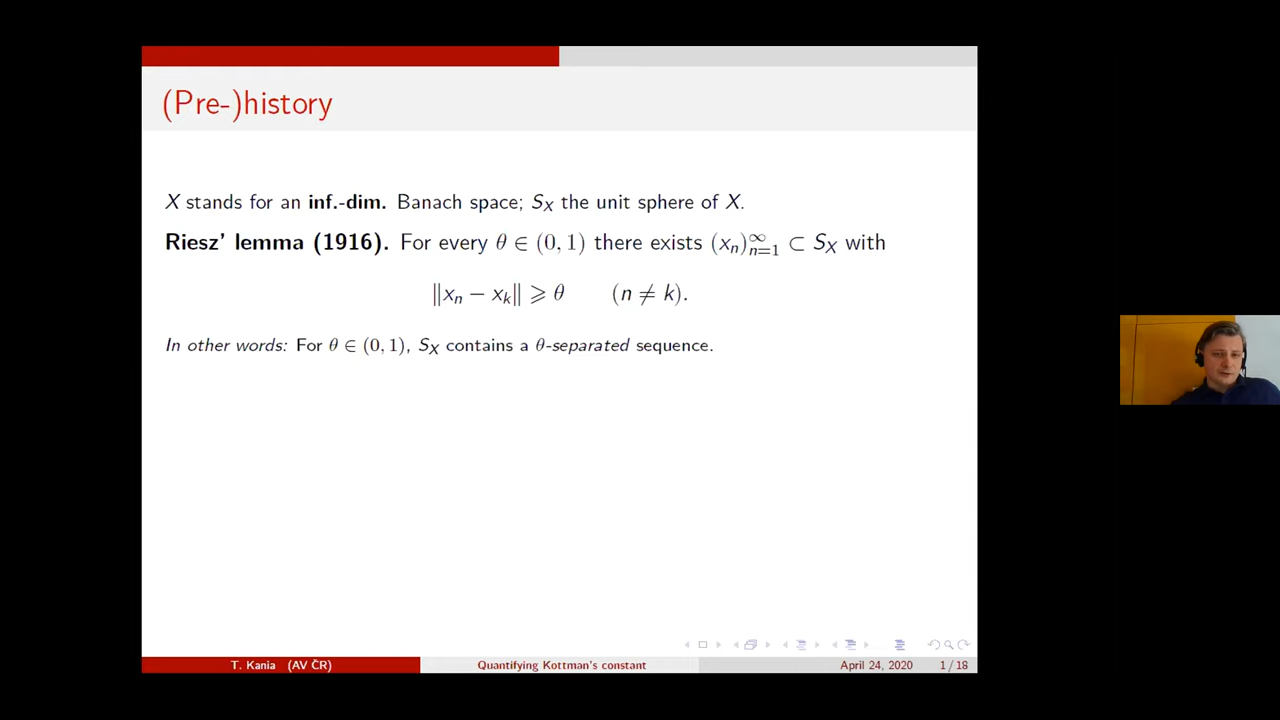 (Pre-)history
X stands for an inf.-dim. Banach space; S_X the unit sphere of X.
Riesz' lemma (1916). For every θ ∈ (0, 1) there exists (x_n)_{n=1}^∞ ⊂ S_X with
‖x_n − x_k‖ ⩾ θ (n ≠ k).
In other words: For θ ∈ (0, 1), S_X contains a θ-separated sequence.
T. Kania (AV ČR) Quantifying Kottman's constant April 24, 2020 1 / 18